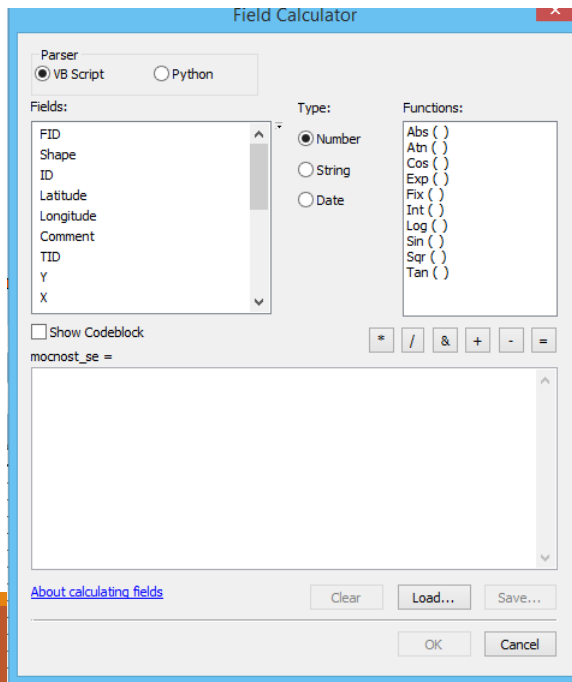 Field Calculator
Parser
VB Script
Python
Fields:
FID
Shape
ID
Latitude
Longitude
Comment
TID
Y
X
Type:
Number
String
Date
Functions:
Abs ( )
Atn ( )
Cos ( )
Exp ( )
Fix ( )
Int ( )
Log ( )
Sin ( )
Sqr ( )
Tan ( )
Show Codeblock
* / & + - =
mocnost_se =
About calculating fields
Clear
Load...
Save...
OK
Cancel